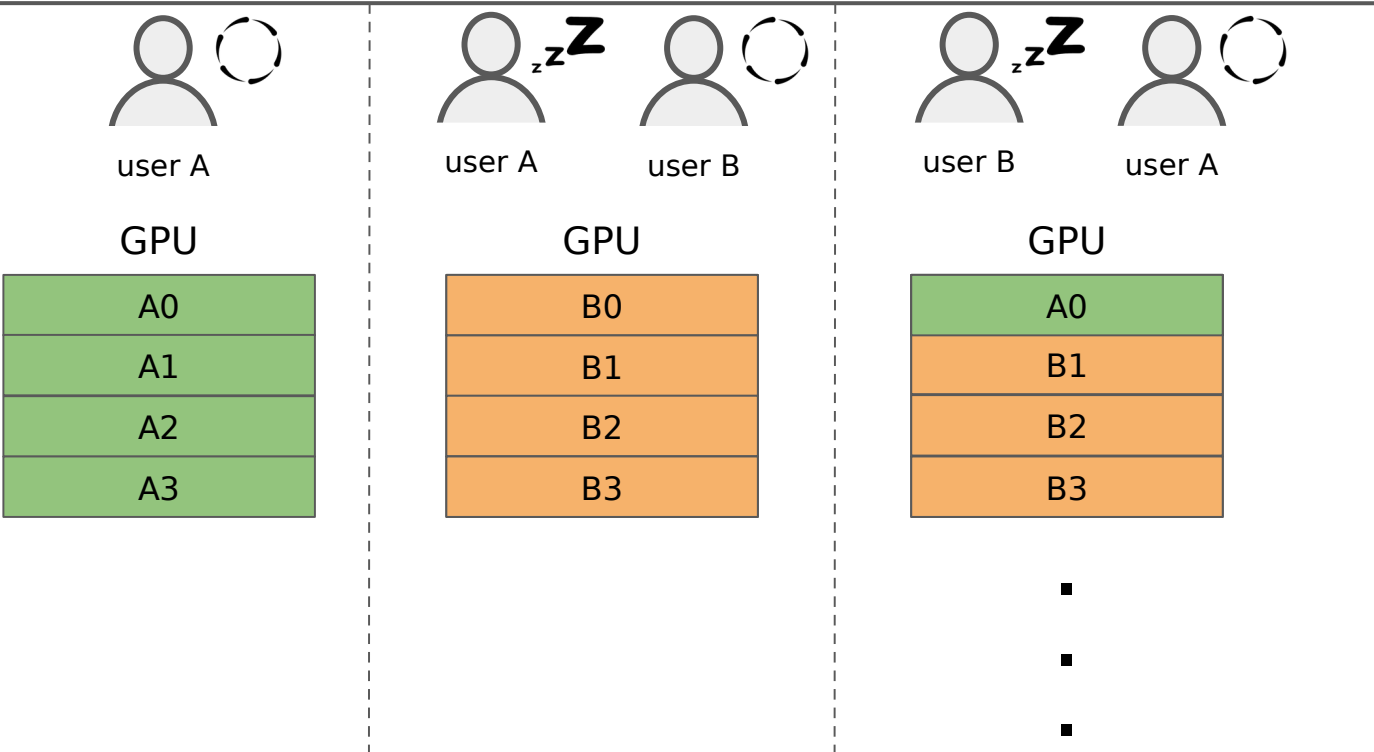 user A
GPU
A0
A1
A2
A3
z z Z
user A
user B
GPU
B0
B1
B2
B3
z z Z
user B
user A
GPU
A0
B1
B2
B3